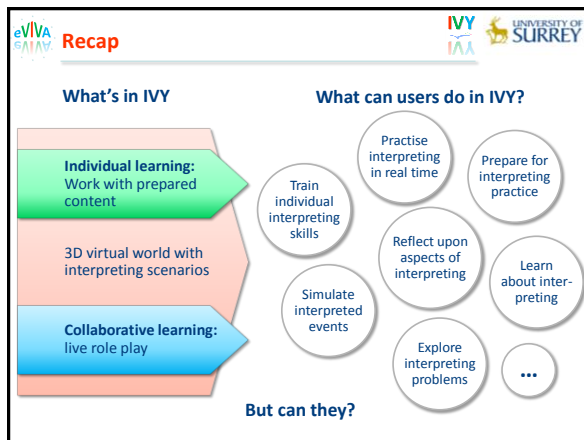 eVIVA
Recap
IVY
UNIVERSITY OF
SURREY
What's in IVY
What can users do in IVY?
Individual learning:
Work with prepared
content
3D virtual world with
interpreting scenarios
Collaborative learning:
live role play
Practise
interpreting
in real time
Prepare for
interpreting
practice
Train
individual
interpreting
skills
Reflect upon
aspects of
interpreting
Learn
about inter-
preting
Simulate
interpreted
events
Explore
interpreting
problems
...
But can they?